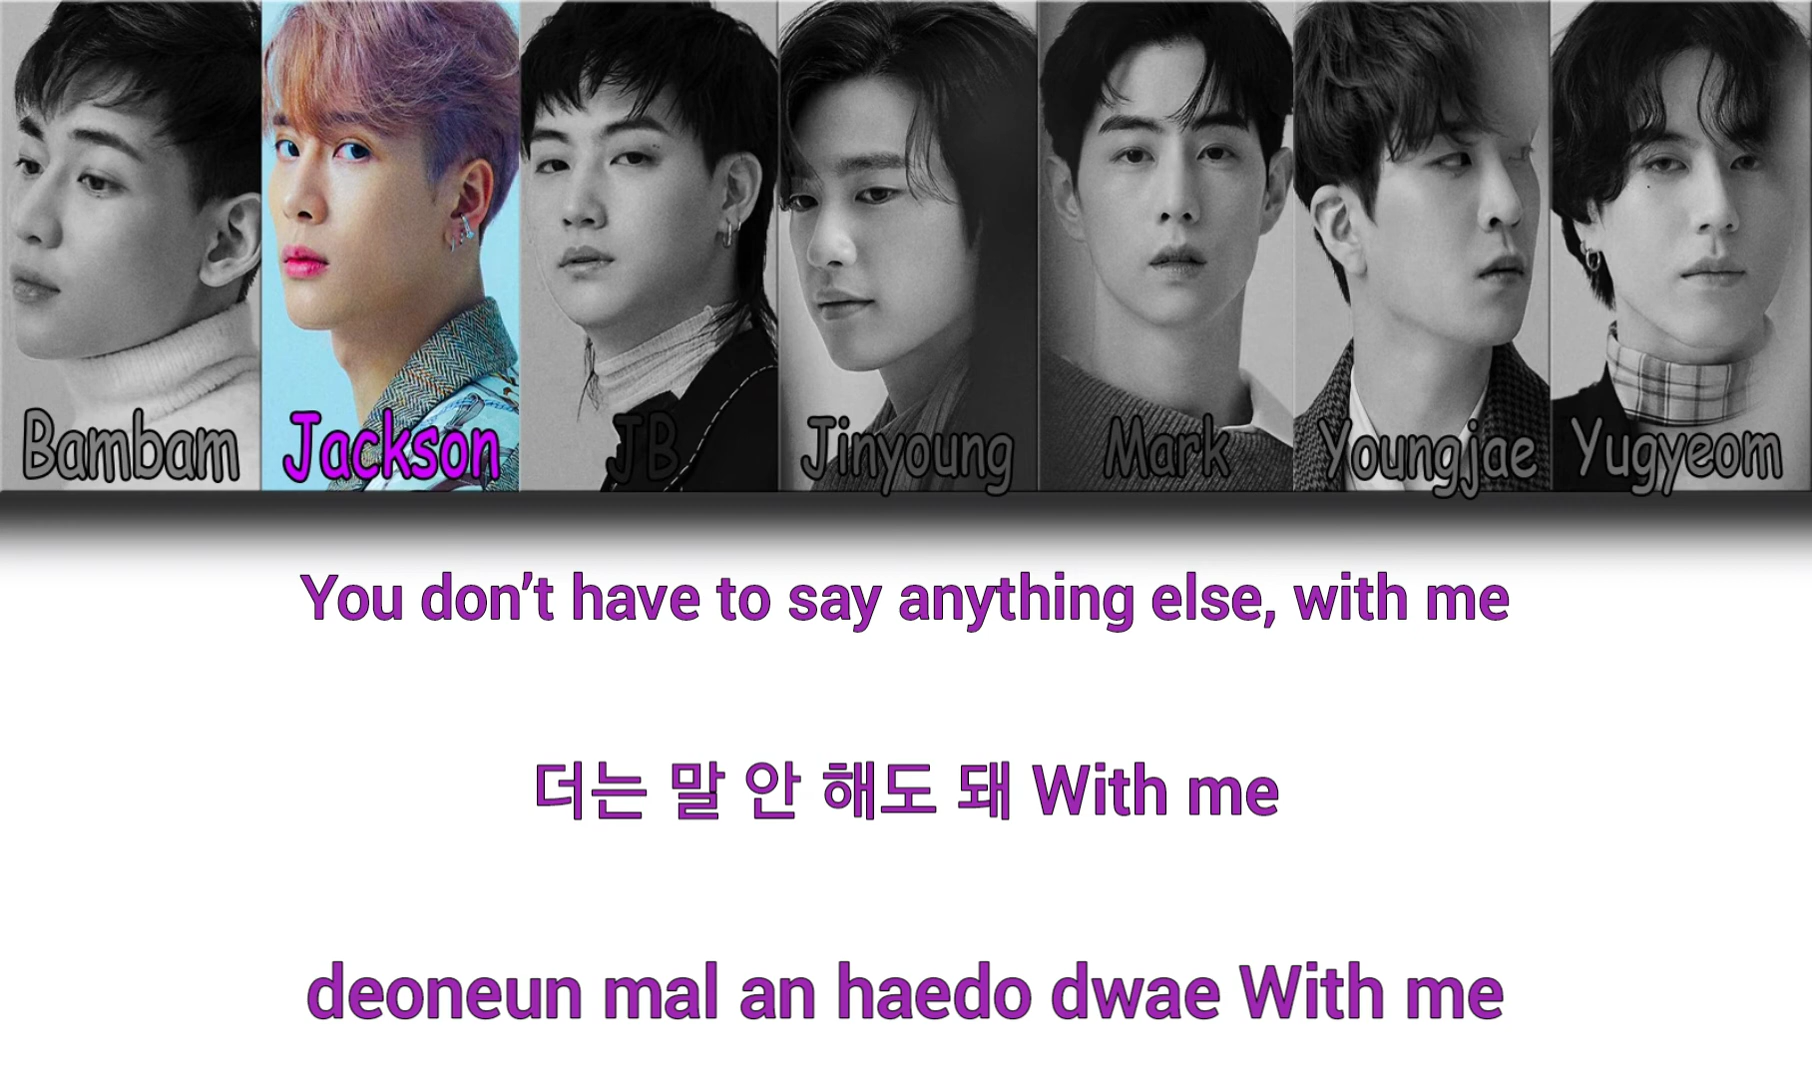 Bambam Jackson JB Jinyoung Mark Youngjae Yugyeom
You don’t have to say anything else, with me
더는 말 안 해도 돼 With me
deoneun mal an haedo dwae With me